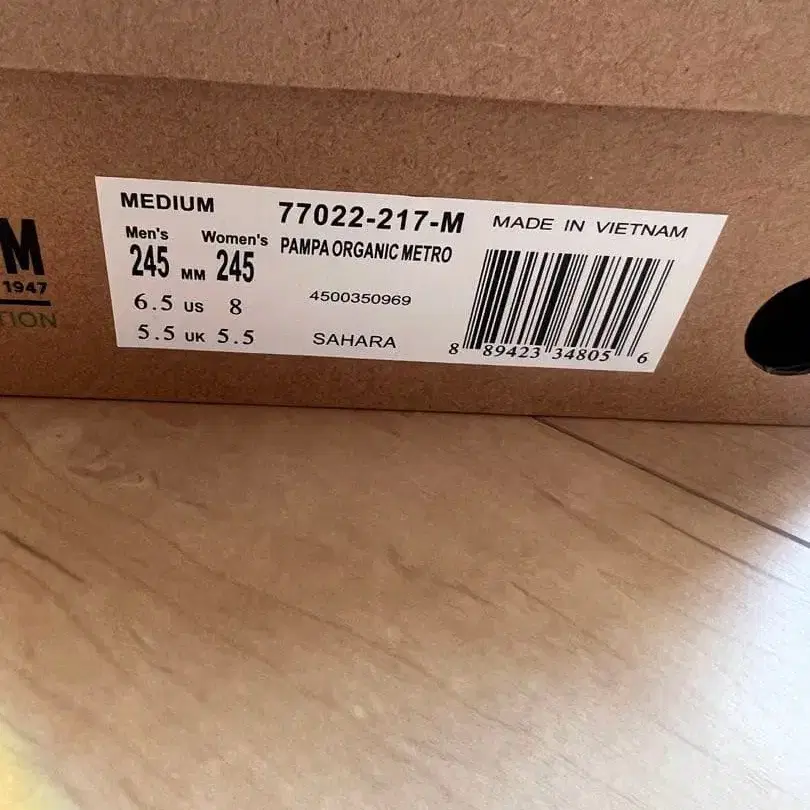 M
1947
TION
MEDIUM
77022-217-M
MADE IN VIETNAM
Men's Women's
245 MM 245
6.5 US 8
5.5 UK 5.5
PAMPA ORGANIC METRO
4500350969
SAHARA
8 89423 34805 6